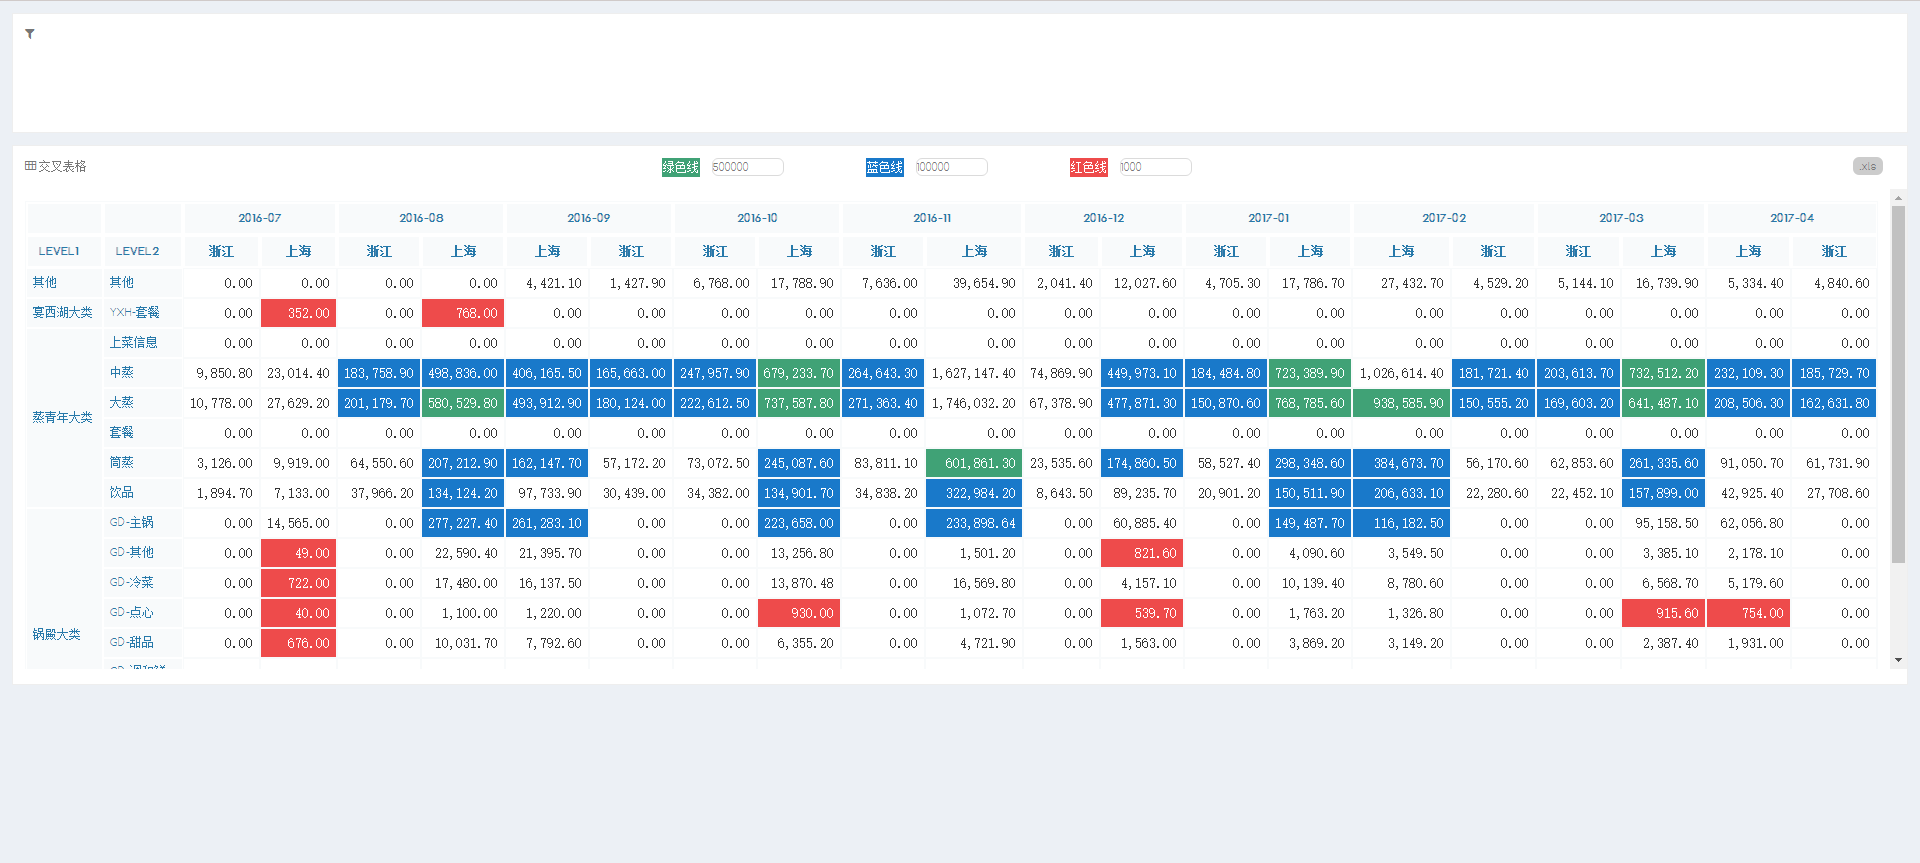 交叉表格 绿色线 500000 蓝色线 100000 红色线 1000 .xls
2016-07 2016-08 2016-09 2016-10 2016-11 2016-12 2017-01 2017-02 2017-03 2017-04
LEVEL1 LEVEL2 浙江 上海 浙江 上海 上海 浙江 浙江 上海 浙江 上海 浙江 上海 浙江 上海 上海 浙江 浙江 上海 上海 浙江
其他 其他 0.00 0.00 0.00 0.00 4,421.10 1,427.90 6,768.00 17,788.90 7,636.00 39,654.90 2,041.40 12,027.60 4,705.30 17,786.70 27,432.70 4,529.20 5,144.10 16,739.90 5,334.40 4,840.60
宴西湖大类 YXH-套餐 0.00 352.00 0.00 768.00 0.00 0.00 0.00 0.00 0.00 0.00 0.00 0.00 0.00 0.00 0.00 0.00 0.00 0.00 0.00 0.00
上菜信息 0.00 0.00 0.00 0.00 0.00 0.00 0.00 0.00 0.00 0.00 0.00 0.00 0.00 0.00 0.00 0.00 0.00 0.00 0.00 0.00
中蒸 9,850.80 23,014.40 183,758.90 498,836.00 406,165.50 165,663.00 247,957.90 679,233.70 264,643.30 1,627,147.40 74,869.90 449,973.10 184,484.80 723,389.90 1,026,614.40 181,721.40 203,613.70 732,512.20 232,109.30 185,729.70
大蒸 10,778.00 27,629.20 201,179.70 580,529.80 493,912.90 180,124.00 222,612.50 737,587.80 271,363.40 1,746,032.20 67,378.90 477,871.30 150,870.60 768,785.60 938,585.90 150,555.20 169,603.20 641,487.10 208,506.30 162,631.80
蒸青年大类
套餐 0.00 0.00 0.00 0.00 0.00 0.00 0.00 0.00 0.00 0.00 0.00 0.00 0.00 0.00 0.00 0.00 0.00 0.00 0.00 0.00
筒蒸 3,126.00 9,919.00 64,550.60 207,212.90 162,147.70 57,172.20 73,072.50 245,087.60 83,811.10 601,861.30 23,535.60 174,860.50 58,527.40 298,348.60 384,673.70 56,170.60 62,853.60 261,335.60 91,050.70 61,731.90
饮品 1,894.70 7,133.00 37,966.20 134,124.20 97,733.90 30,439.00 34,382.00 134,901.70 34,838.20 322,984.20 8,643.50 89,235.70 20,901.20 150,511.90 206,633.10 22,280.60 22,452.10 157,899.00 42,925.40 27,708.60
GD-主锅 0.00 14,565.00 0.00 277,227.40 261,283.10 0.00 0.00 223,658.00 0.00 233,898.64 0.00 60,885.40 0.00 149,487.70 116,182.50 0.00 0.00 95,158.50 62,056.80 0.00
GD-其他 0.00 49.00 0.00 22,590.40 21,395.70 0.00 0.00 13,256.80 0.00 1,501.20 0.00 821.60 0.00 4,090.60 3,549.50 0.00 0.00 3,385.10 2,178.10 0.00
GD-冷菜 0.00 722.00 0.00 17,480.00 16,137.50 0.00 0.00 13,870.48 0.00 16,569.80 0.00 4,157.10 0.00 10,139.40 8,780.60 0.00 0.00 6,568.70 5,179.60 0.00
GD-点心 0.00 40.00 0.00 1,100.00 1,220.00 0.00 0.00 930.00 0.00 1,072.70 0.00 539.70 0.00 1,763.20 1,326.80 0.00 0.00 915.60 754.00 0.00
锅殿大类
GD-甜品 0.00 676.00 0.00 10,031.70 7,792.60 0.00 0.00 6,355.20 0.00 4,721.90 0.00 1,563.00 0.00 3,869.20 3,149.20 0.00 0.00 2,387.40 1,931.00 0.00